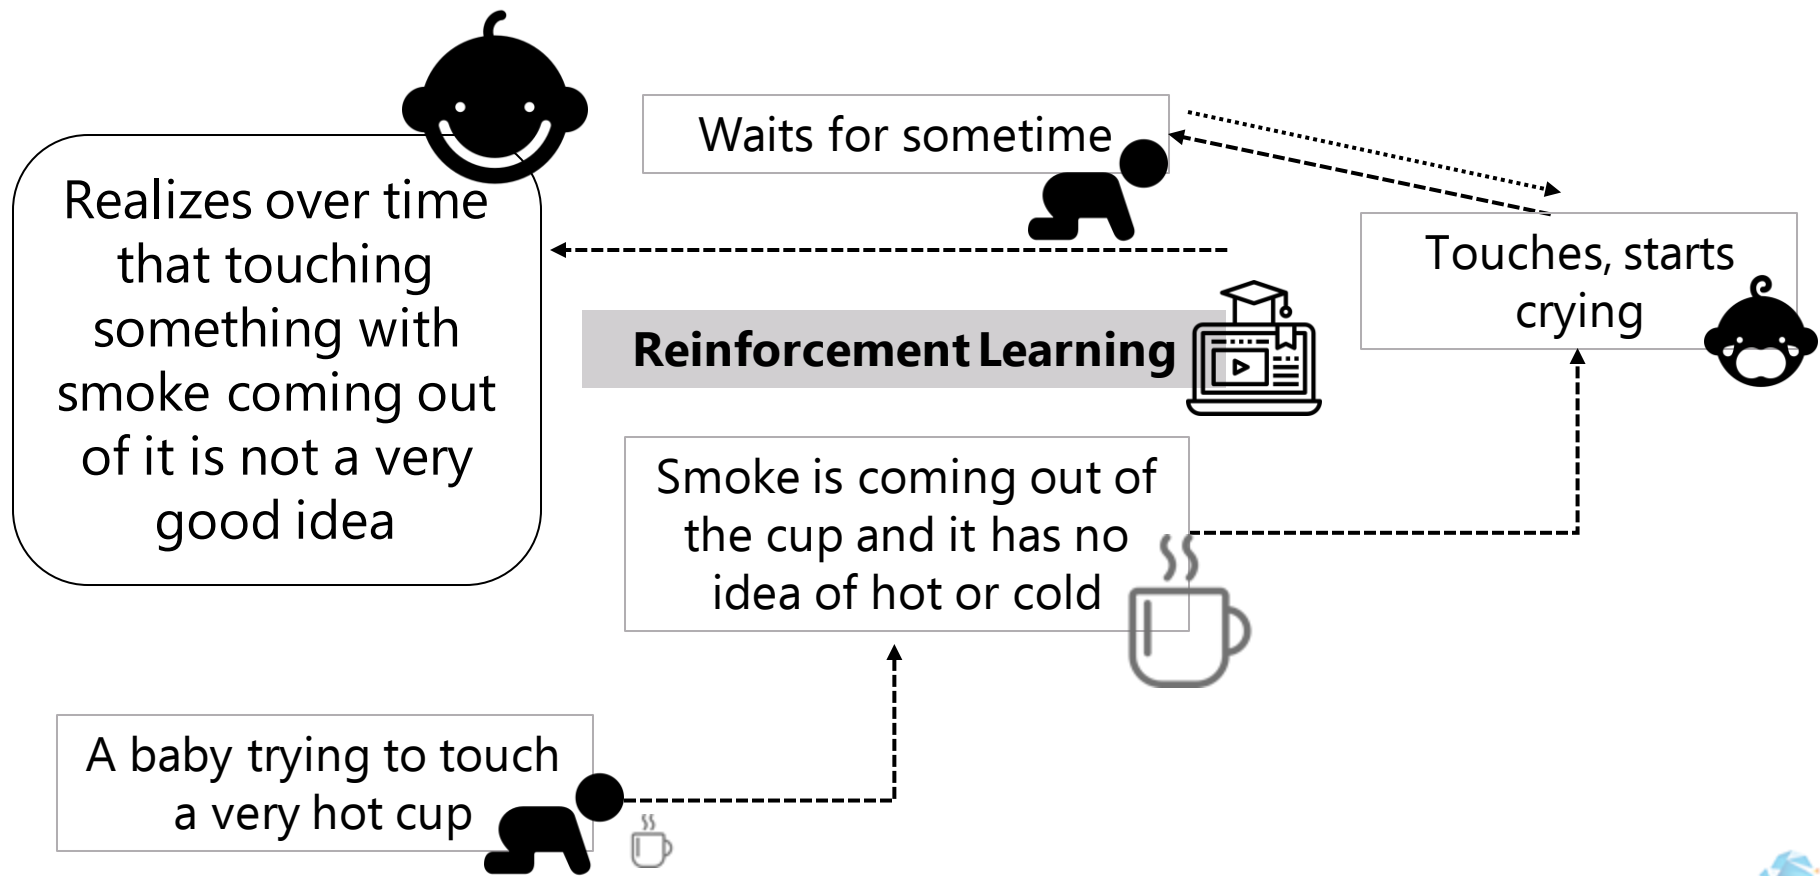 Waits for sometime
Realizes over time
that touching
something with
smoke coming out
of it is not a very
good idea
Touches, starts
crying
Reinforcement Learning
Smoke is coming out of
the cup and it has no
idea of hot or cold
A baby trying to touch
a very hot cup